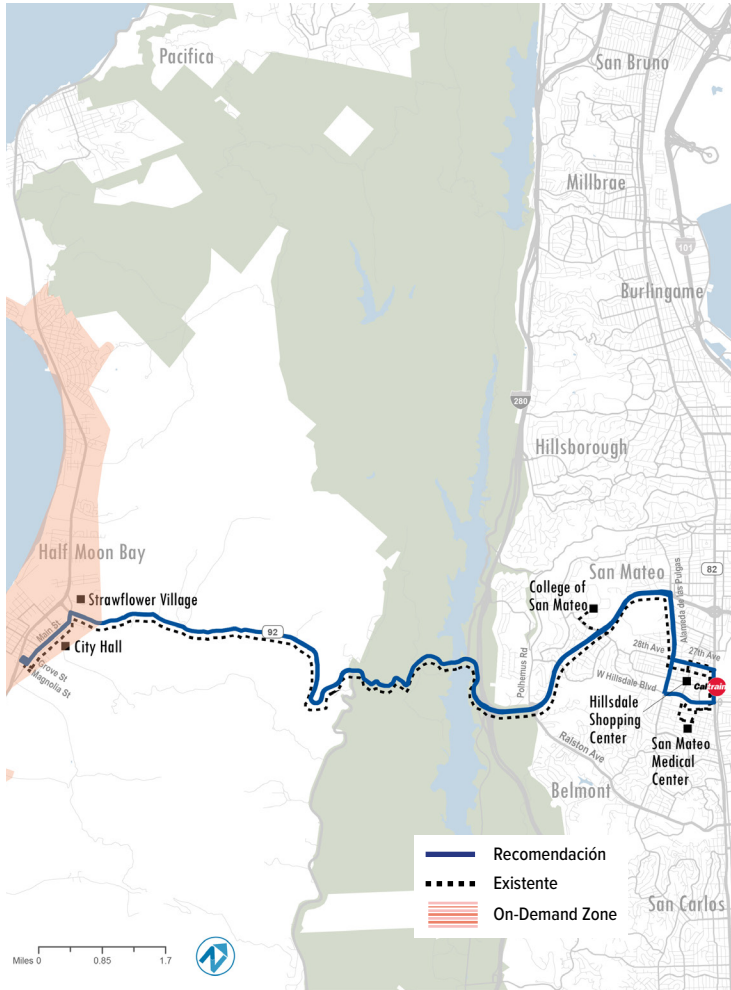 Pacifica
San Bruno
Millbrae
101
Burlingame
280
Hillsborough
Half Moon Bay
82
San Mateo
College of
San Mateo
Alameda de las Pulgas
Strawflower Village
Main St
City Hall
92
Grove St
Magnolia St
Polhemus Rd
28th Ave
27th Ave
W Hillsdale Blvd
Caltrain
Hillsdale
Shopping
Center
San Mateo
Medical
Center
Ralston Ave
Belmont
San Carlos
Recomendación
Existente
On-Demand Zone
Miles 0 0.85 1.7